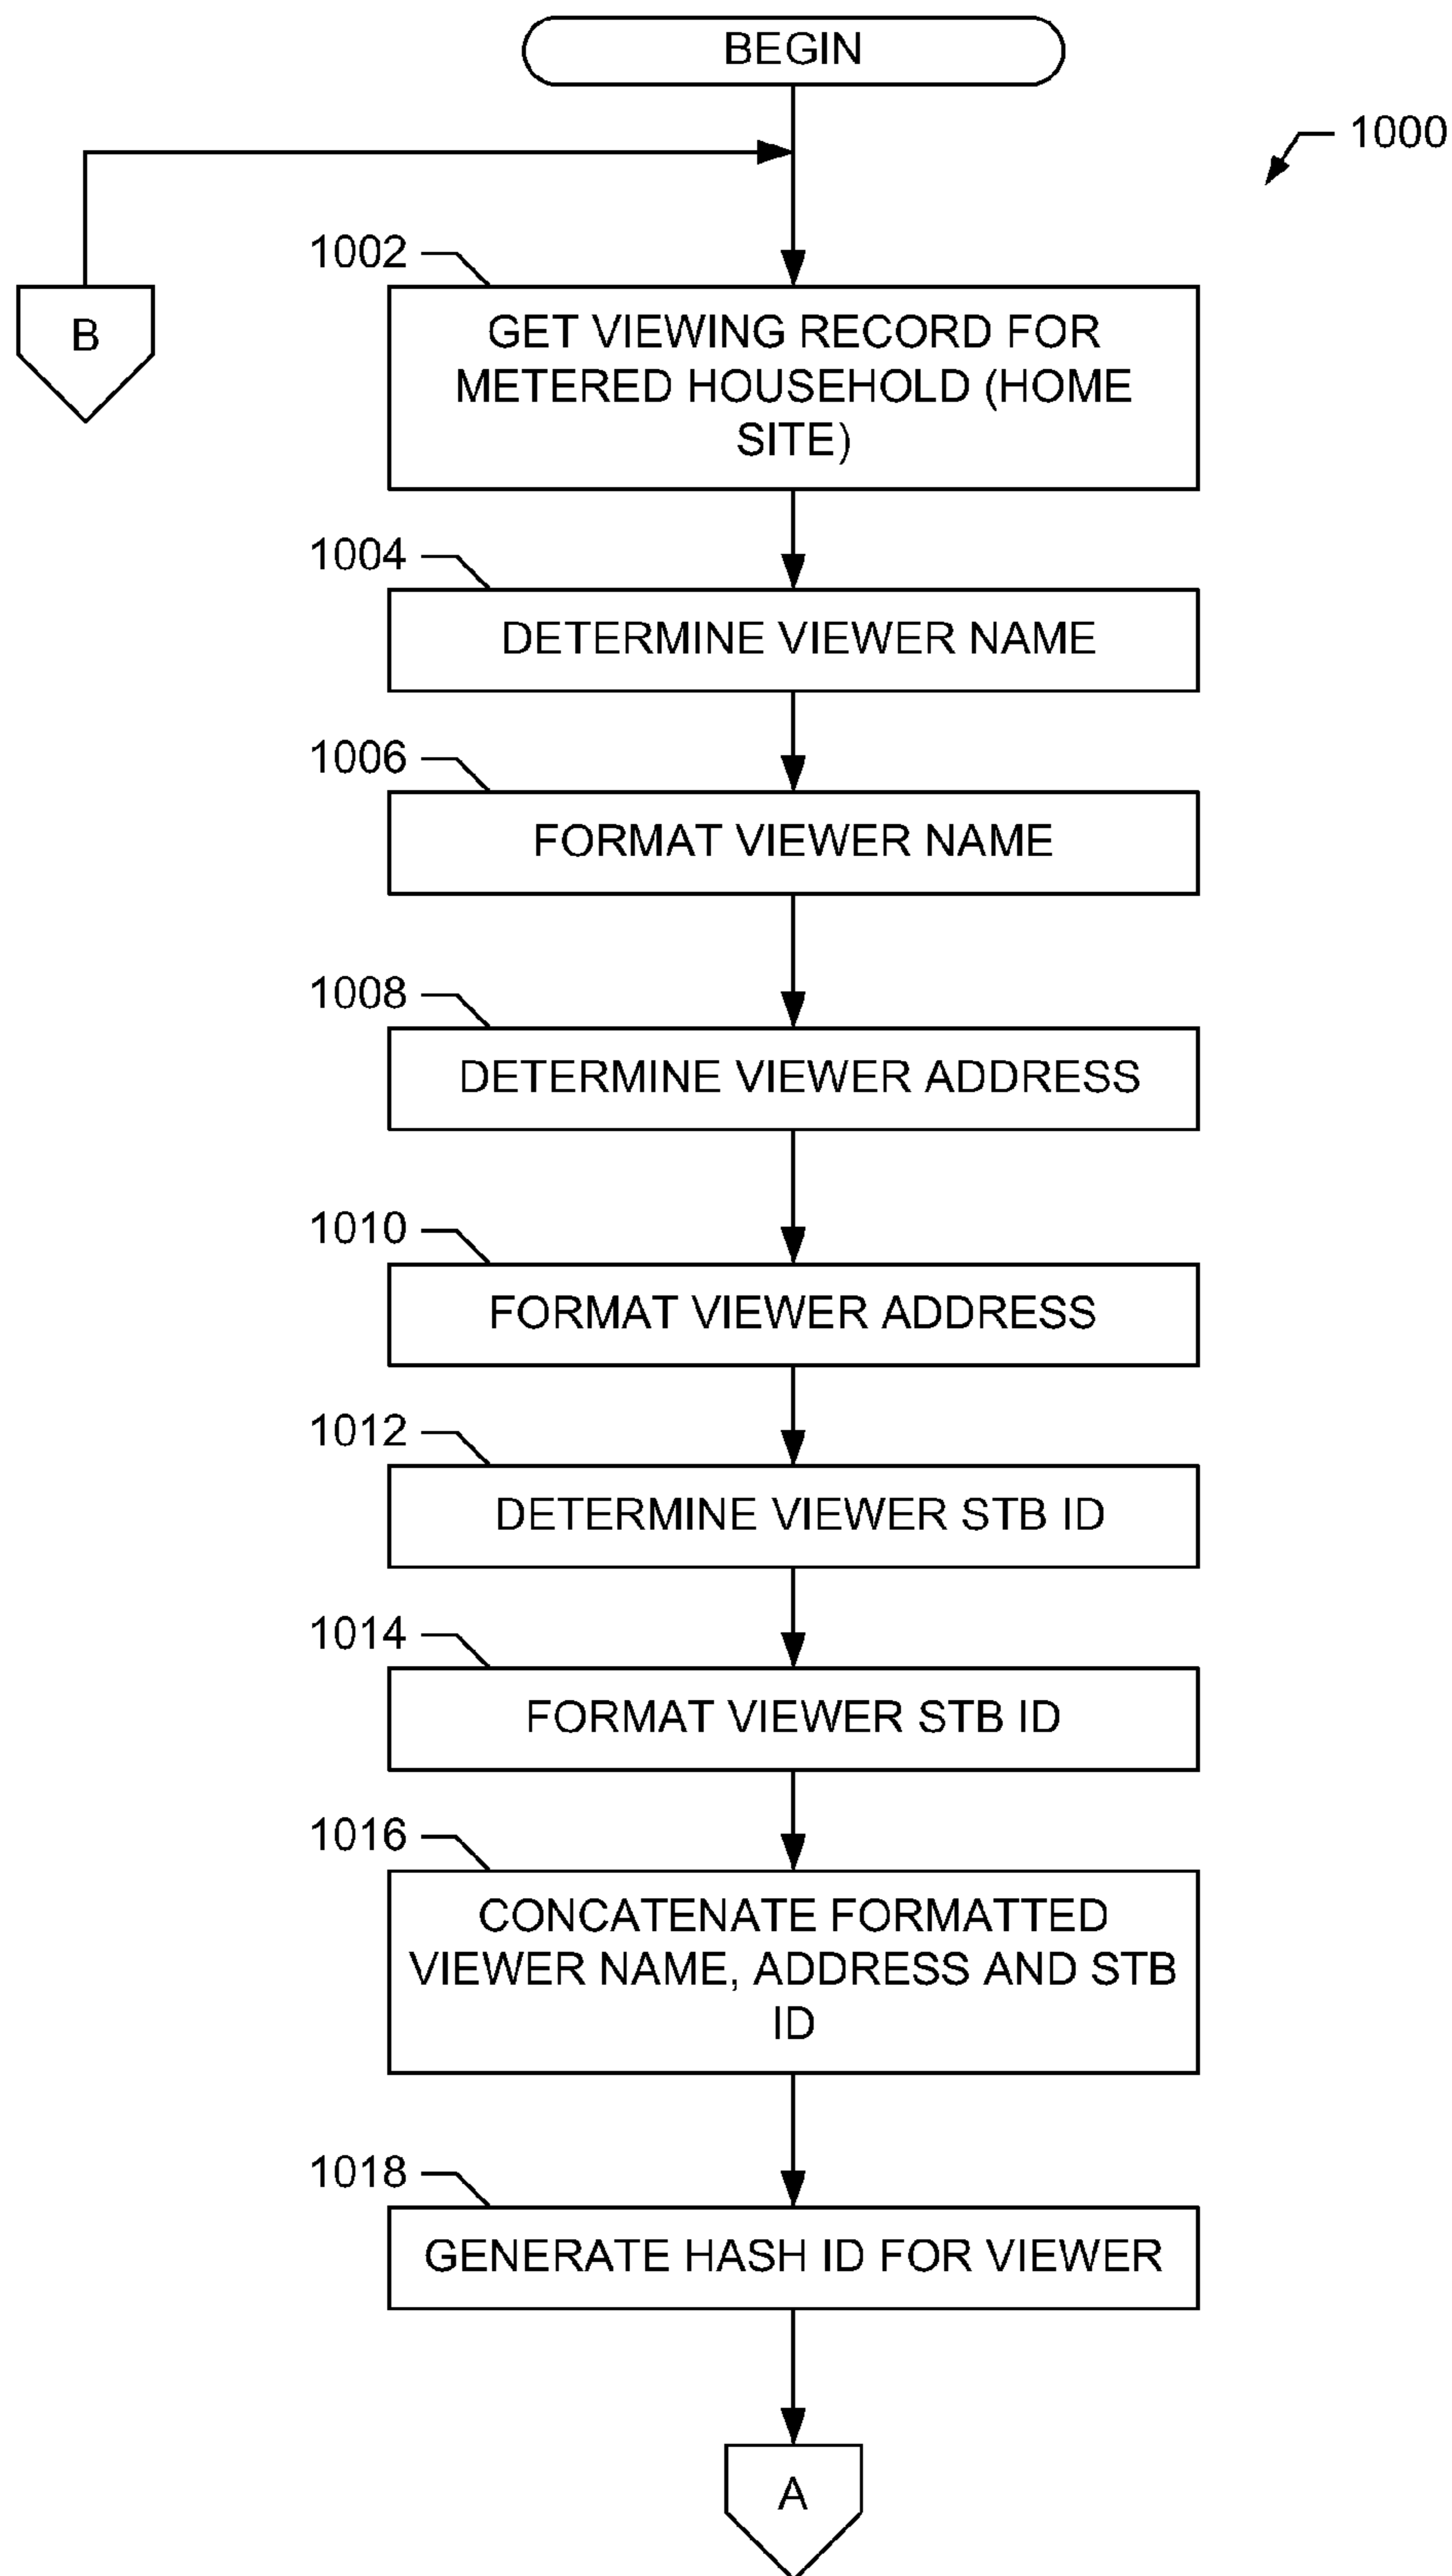 BEGIN
1000
B
1002
GET VIEWING RECORD FOR
METERED HOUSEHOLD (HOME
SITE)
1004
DETERMINE VIEWER NAME
1006
FORMAT VIEWER NAME
1008
DETERMINE VIEWER ADDRESS
1010
FORMAT VIEWER ADDRESS
1012
DETERMINE VIEWER STB ID
1014
FORMAT VIEWER STB ID
1016
CONCATENATE FORMATTED
VIEWER NAME, ADDRESS AND STB
ID
1018
GENERATE HASH ID FOR VIEWER
A